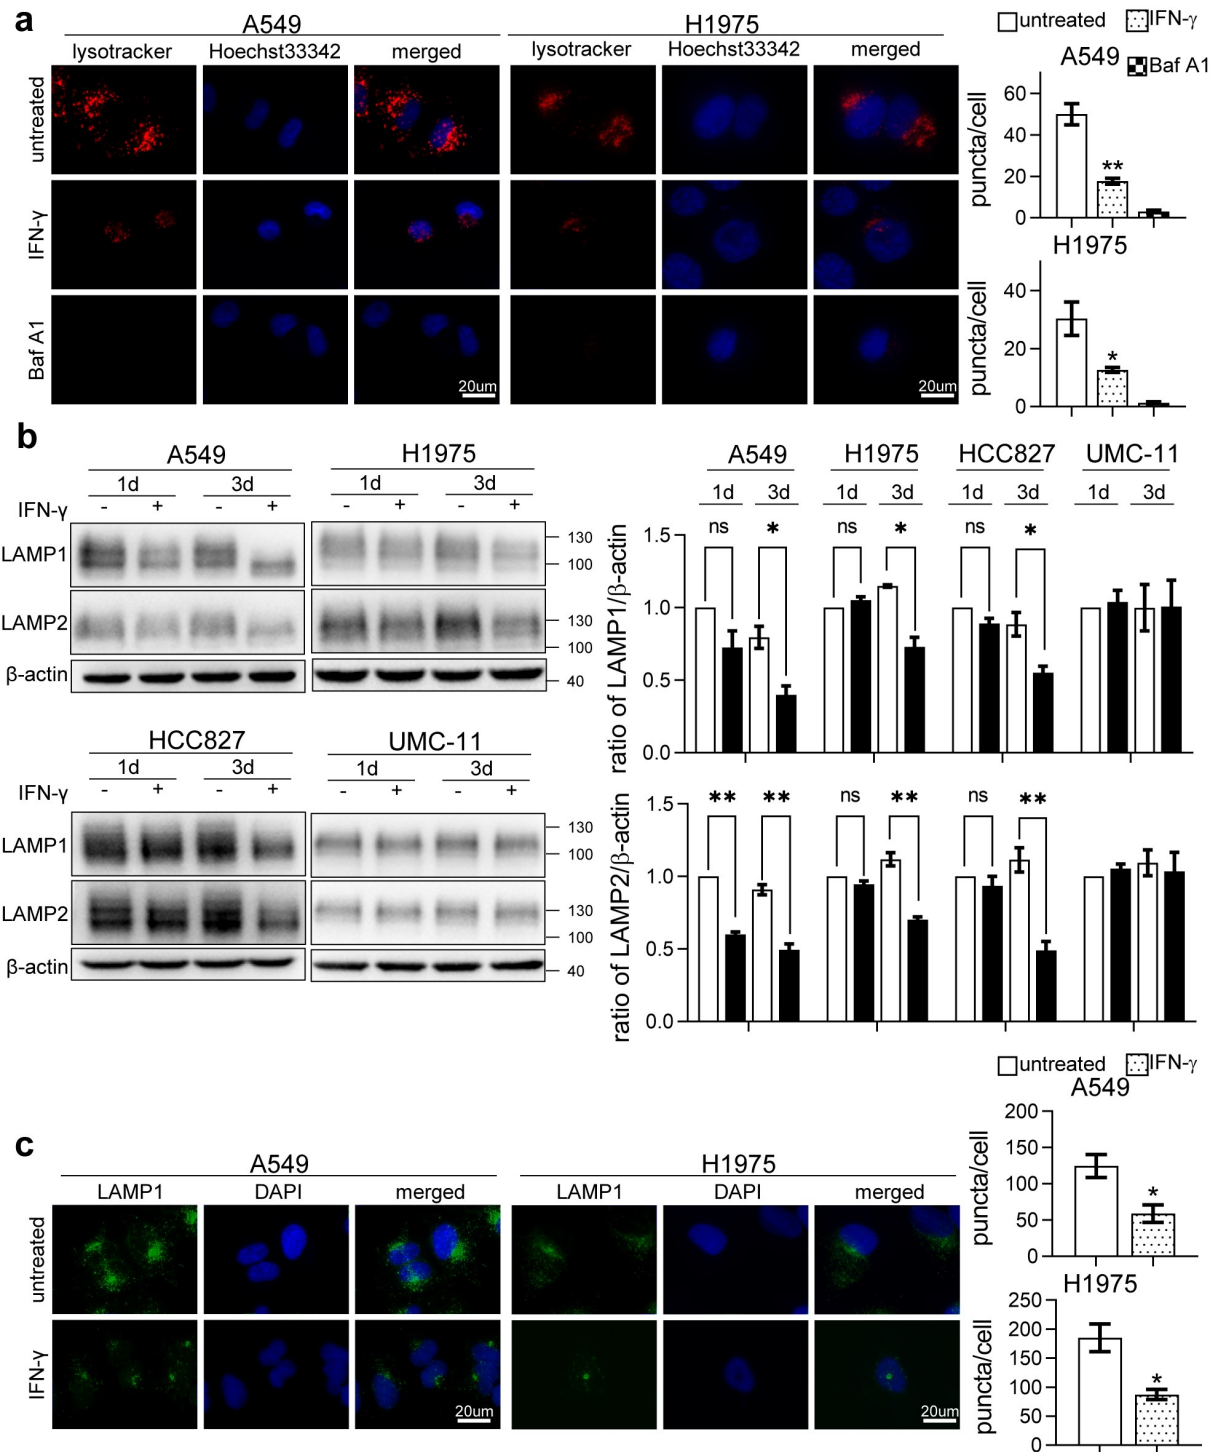 a
A549
H1975
untreated
IFN-γ
Baf A1
lysotracker
Hoechst33342
merged
lysotracker
Hoechst33342
merged
untreated
IFN-γ
Baf A1
20um
20um
A549
puncta/cell
60
40
20
0
**
H1975
puncta/cell
40
20
0
*
b
A549
1d
3d
IFN-γ
-
+
-
+
LAMP1
LAMP2
β-actin
H1975
1d
3d
-
+
-
+
130
100
130
100
40
HCC827
1d
3d
IFN-γ
-
+
-
+
LAMP1
LAMP2
β-actin
UMC-11
1d
3d
-
+
-
+
130
100
130
100
40
A549
H1975
HCC827
UMC-11
1d
3d
1d
3d
1d
3d
1d
3d
ratio of LAMP1/β-actin
1.5
1.0
0.5
0.0
ns
*
ns
*
ns
*
ratio of LAMP2/β-actin
1.5
1.0
0.5
0.0
**
**
ns
**
ns
**
c
A549
H1975
LAMP1
DAPI
merged
LAMP1
DAPI
merged
untreated
IFN-γ
20um
20um
untreated
IFN-γ
A549
puncta/cell
200
150
100
50
0
*
H1975
puncta/cell
250
200
150
100
50
0
*